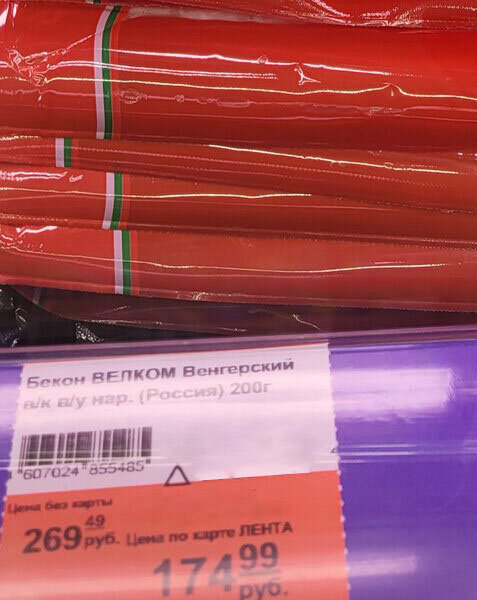 Бекон ВЕЛКОМ Венгерский
в/к в/у нар. (Россия) 200г
"607024"855485"
Цена без карты
269 49 руб. Цена по карте ЛЕНТА
174 99 руб.